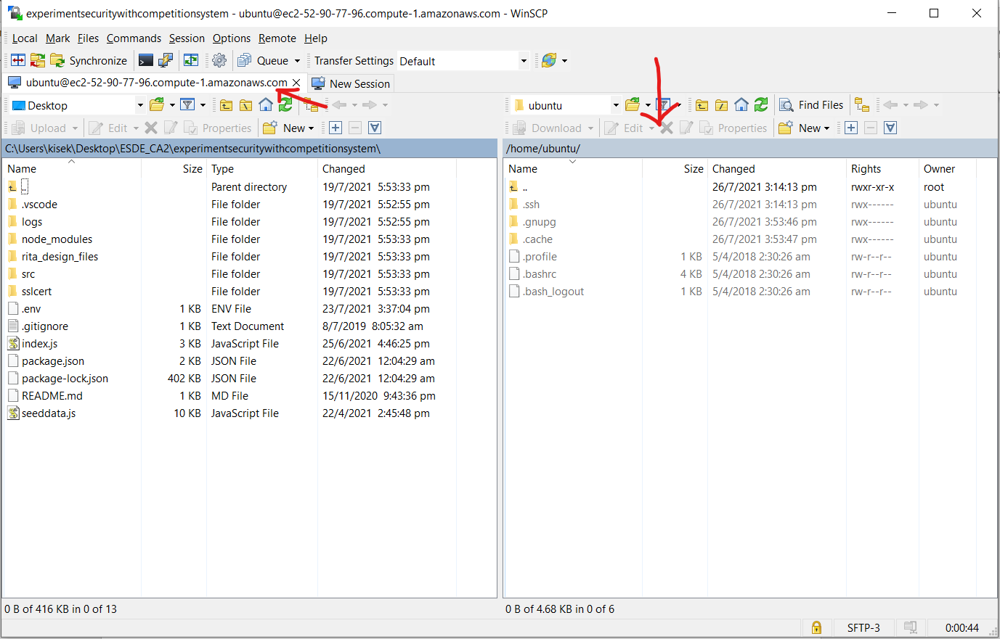 experimentsecuritywithcompetitionsystem - ubuntu@ec2-52-90-77-96.compute-1.amazonaws.com - WinSCP
Local Mark Files Commands Session Options Remote Help
Synchronize Queue Transfer Settings Default
ubuntu@ec2-52-90-77-96.compute-1.amazonaws.com New Session
Desktop ubuntu Find Files
Upload Edit Properties New Download Edit Properties New
C:\Users\kisek\Desktop\ESDE_CA2\experimentsecuritywithcompetitionsystem\ /home/ubuntu/
Name Size Type Changed Name Size Changed Rights Owner
.. Parent directory 19/7/2021 5:53:33 pm .. 26/7/2021 3:14:13 pm rwxr-xr-x root
.vscode File folder 19/7/2021 5:52:55 pm .ssh 26/7/2021 3:14:13 pm rwx------ ubuntu
logs File folder 19/7/2021 5:52:55 pm .gnupg 26/7/2021 3:53:46 pm rwx------ ubuntu
node_modules File folder 19/7/2021 5:53:33 pm .cache 26/7/2021 3:53:47 pm rwx------ ubuntu
rita_design_files File folder 19/7/2021 5:53:33 pm .profile 1 KB 5/4/2018 2:30:26 am rw-r--r-- ubuntu
src File folder 19/7/2021 5:53:33 pm .bashrc 4 KB 5/4/2018 2:30:26 am rw-r--r-- ubuntu
sslcert File folder 19/7/2021 5:53:33 pm .bash_logout 1 KB 5/4/2018 2:30:26 am rw-r--r-- ubuntu
.env 1 KB ENV File 23/7/2021 3:37:04 pm
.gitignore 1 KB Text Document 8/7/2019 8:05:32 am
index.js 3 KB JavaScript File 25/6/2021 4:46:25 pm
package.json 2 KB JSON File 22/6/2021 12:04:29 am
package-lock.json 402 KB JSON File 22/6/2021 12:04:29 am
README.md 1 KB MD File 15/11/2020 9:43:36 pm
seeddata.js 10 KB JavaScript File 22/4/2021 2:45:48 pm
0 B of 416 KB in 0 of 13 0 B of 4.68 KB in 0 of 6
SFTP-3 0:00:44